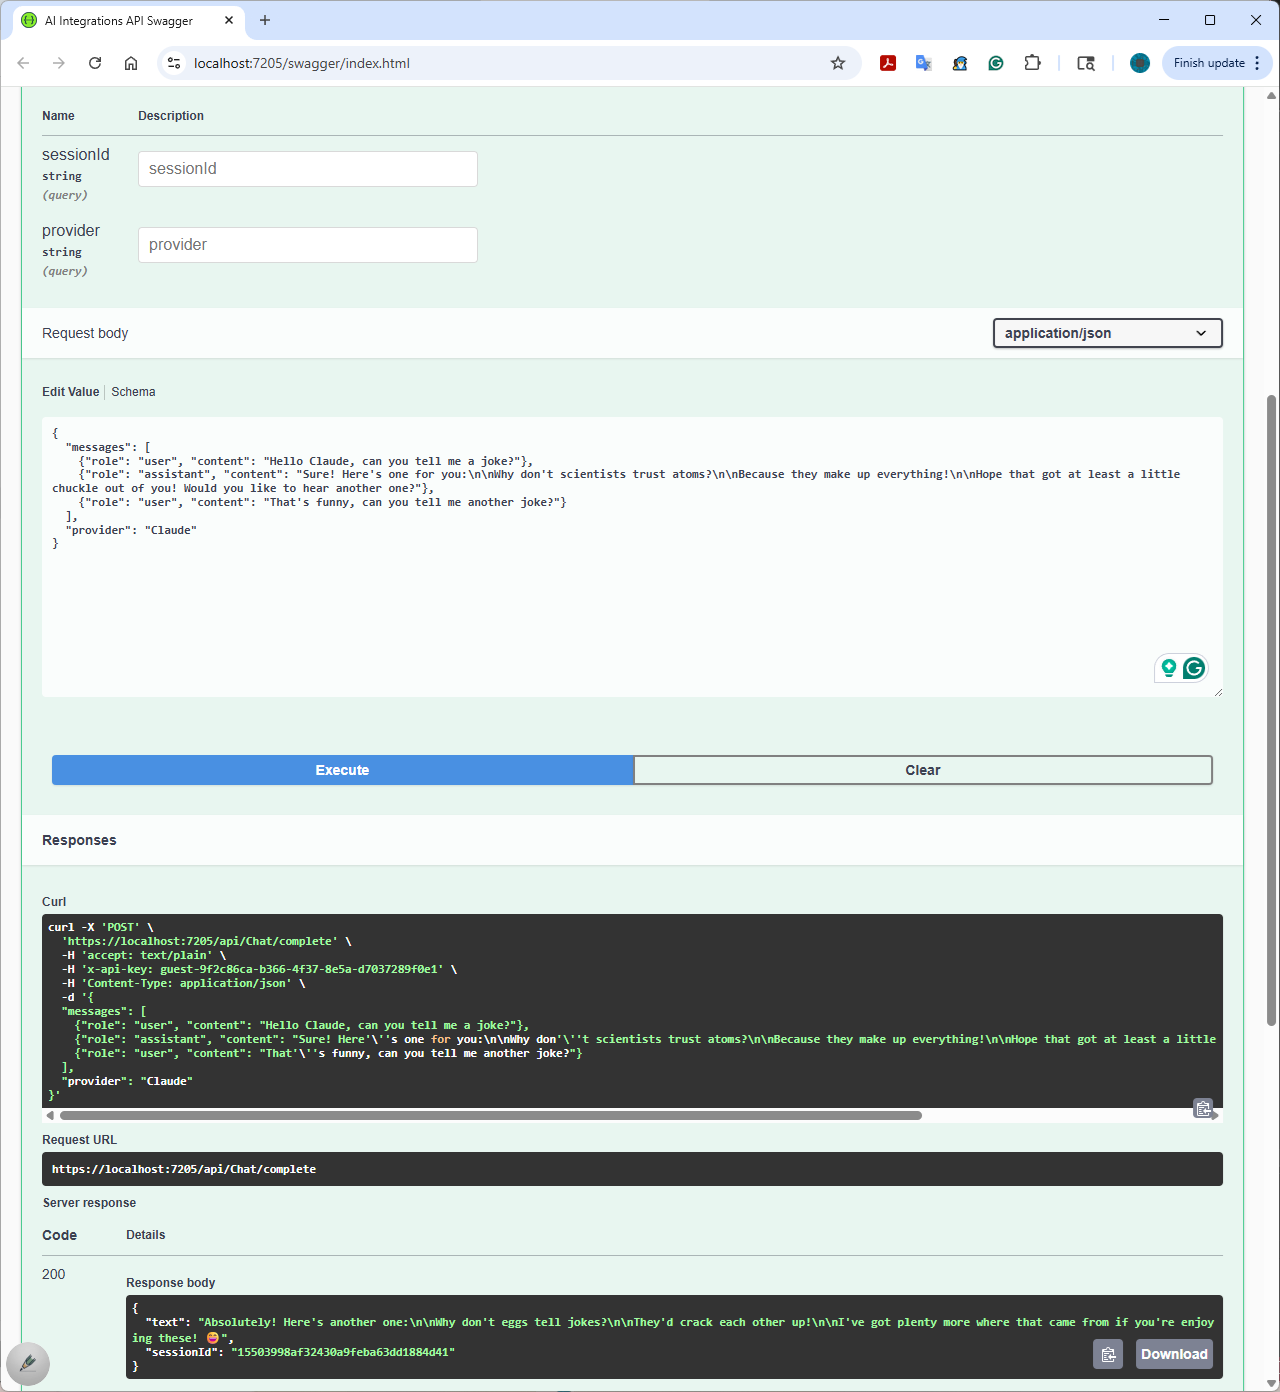 AI Integrations API Swagger
localhost:7205/swagger/index.html
Finish update
Name Description
sessionId
string
(query)
sessionId
provider
string
(query)
provider
Request body
application/json
Edit Value Schema
{
  "messages": [
    {"role": "user", "content": "Hello Claude, can you tell me a joke?"},
    {"role": "assistant", "content": "Sure! Here's one for you:\n\nWhy don't scientists trust atoms?\n\nBecause they make up everything!\n\nHope that got at least a little
chuckle out of you! Would you like to hear another one?"},
    {"role": "user", "content": "That's funny, can you tell me another joke?"}
  ],
  "provider": "Claude"
}
Execute
Clear
Responses
Curl
curl -X 'POST' \
  'https://localhost:7205/api/Chat/complete' \
  -H 'accept: text/plain' \
  -H 'x-api-key: guest-9f2c86ca-b366-4f37-8e5a-d7037289f0e1' \
  -H 'Content-Type: application/json' \
  -d '{
  "messages": [
    {"role": "user", "content": "Hello Claude, can you tell me a joke?"},
    {"role": "assistant", "content": "Sure! Here'\''s one for you:\n\nWhy don'\''t scientists trust atoms?\n\nBecause they make up everything!\n\nHope that got at least a little
    {"role": "user", "content": "That'\''s funny, can you tell me another joke?"}
  ],
  "provider": "Claude"
}'
Request URL
https://localhost:7205/api/Chat/complete
Server response
Code Details
200
Response body
{
  "text": "Absolutely! Here's another one:\n\nWhy don't eggs tell jokes?\n\nThey'd crack each other up!\n\nI've got plenty more where that came from if you're enjoy
ing these! 😄",
  "sessionId": "15503998af32430a9feba63dd1884d41"
}
Download